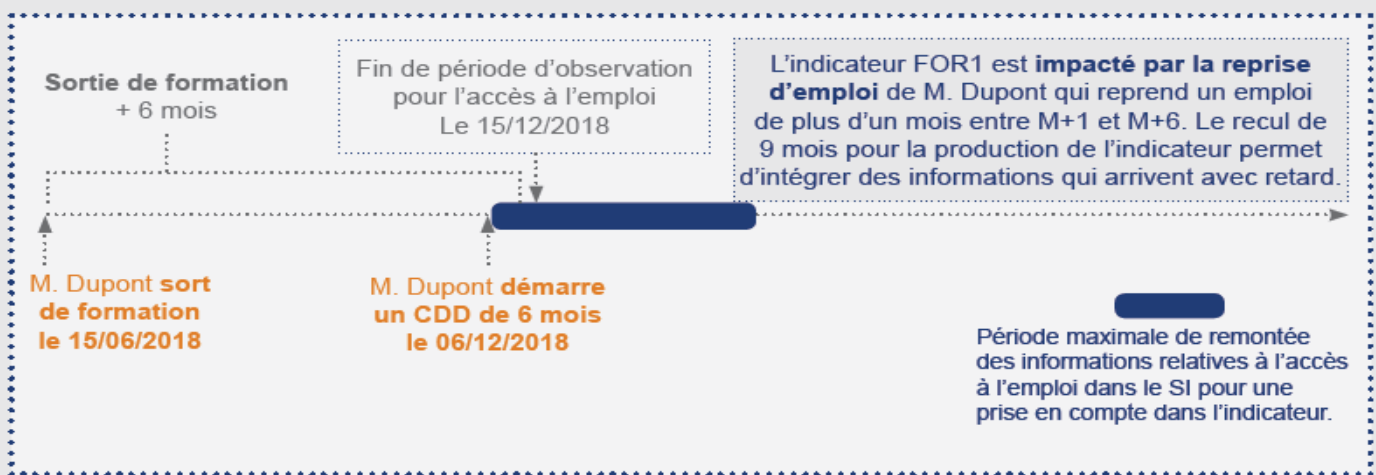 Sortie de formation
+ 6 mois
Fin de période d'observation
pour l'accès à l'emploi
Le 15/12/2018
L'indicateur FOR1 est impacté par la reprise
d'emploi de M. Dupont qui reprend un emploi
de plus d'un mois entre M+1 et M+6. Le recul de
9 mois pour la production de l'indicateur permet
d'intégrer des informations qui arrivent avec retard.
M. Dupont sort
de formation
le 15/06/2018
M. Dupont démarre
un CDD de 6 mois
le 06/12/2018
Période maximale de remontée
des informations relatives à l'accès
à l'emploi dans le SI pour une
prise en compte dans l'indicateur.